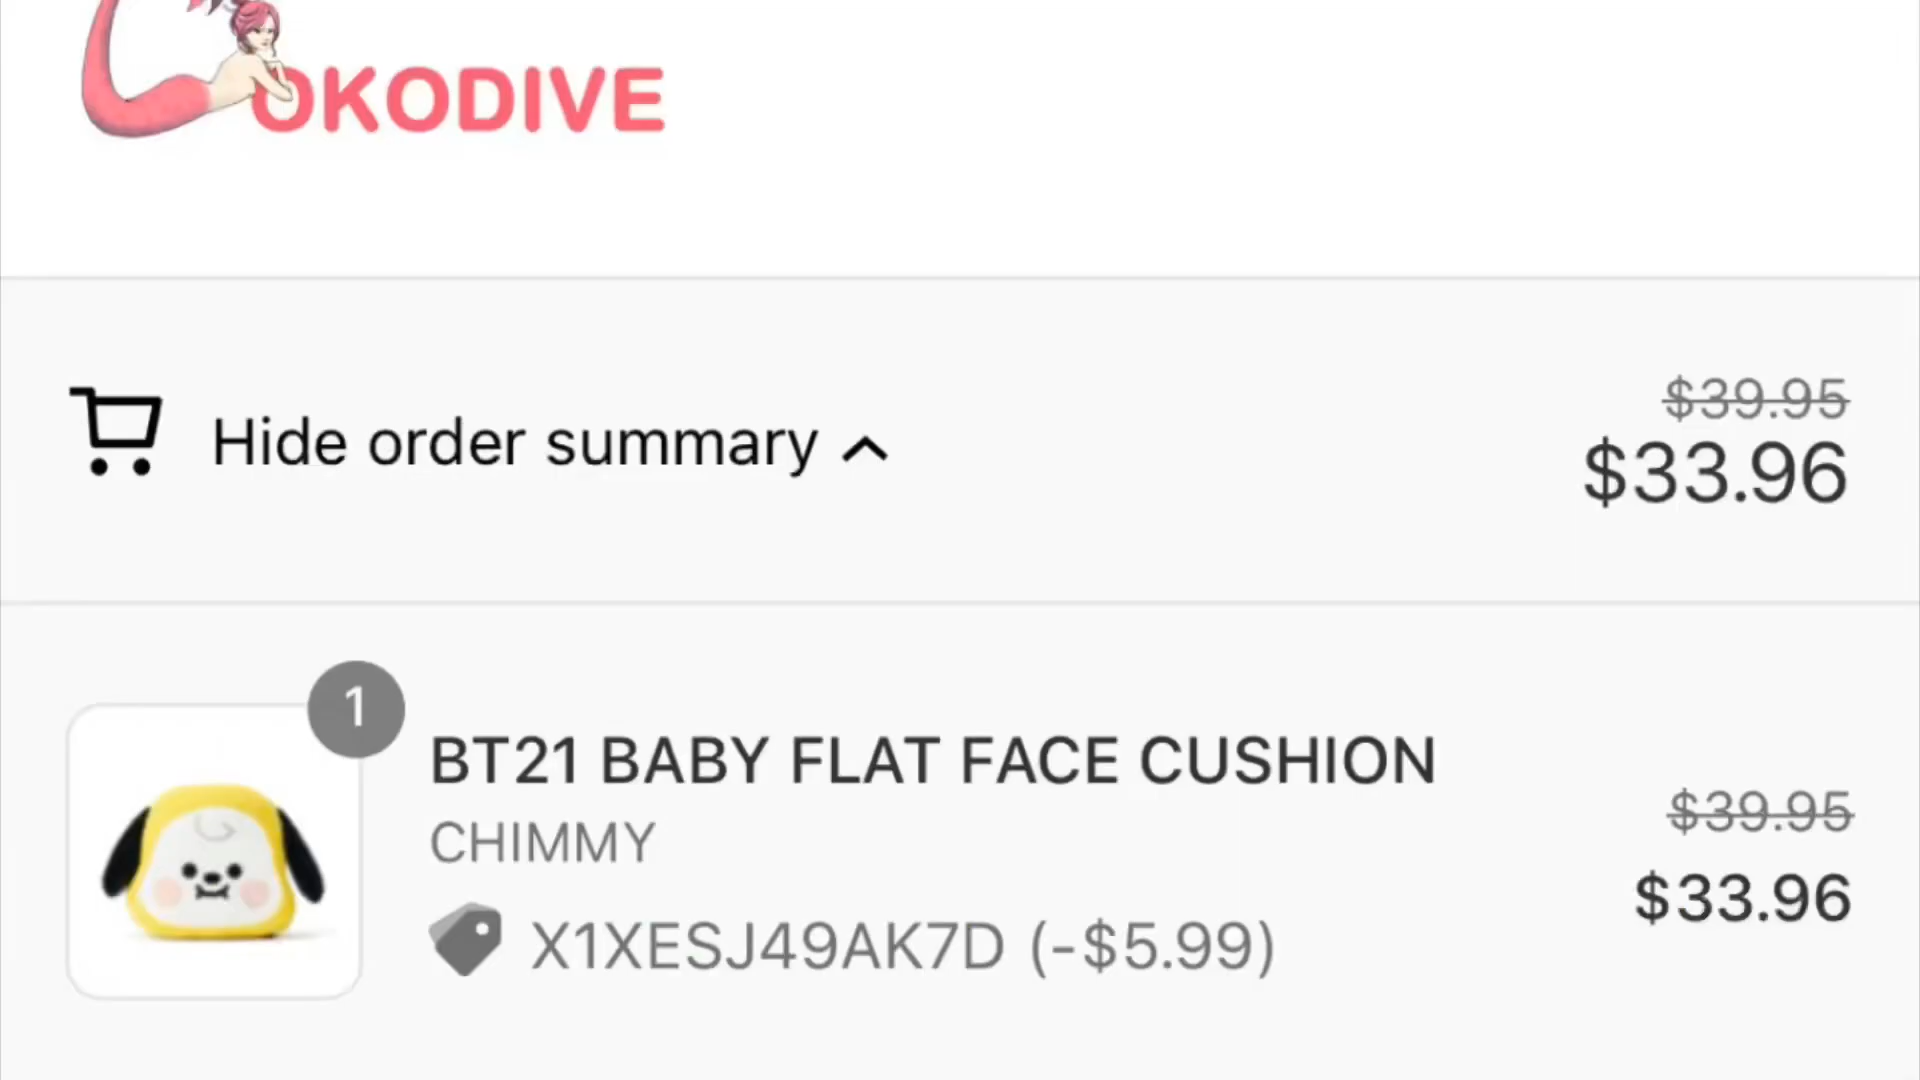 COKODIVE
Hide order summary
$39.95
$33.96
1
BT21 BABY FLAT FACE CUSHION
CHIMMY
X1XESJ49AK7D (-$5.99)
$39.95
$33.96